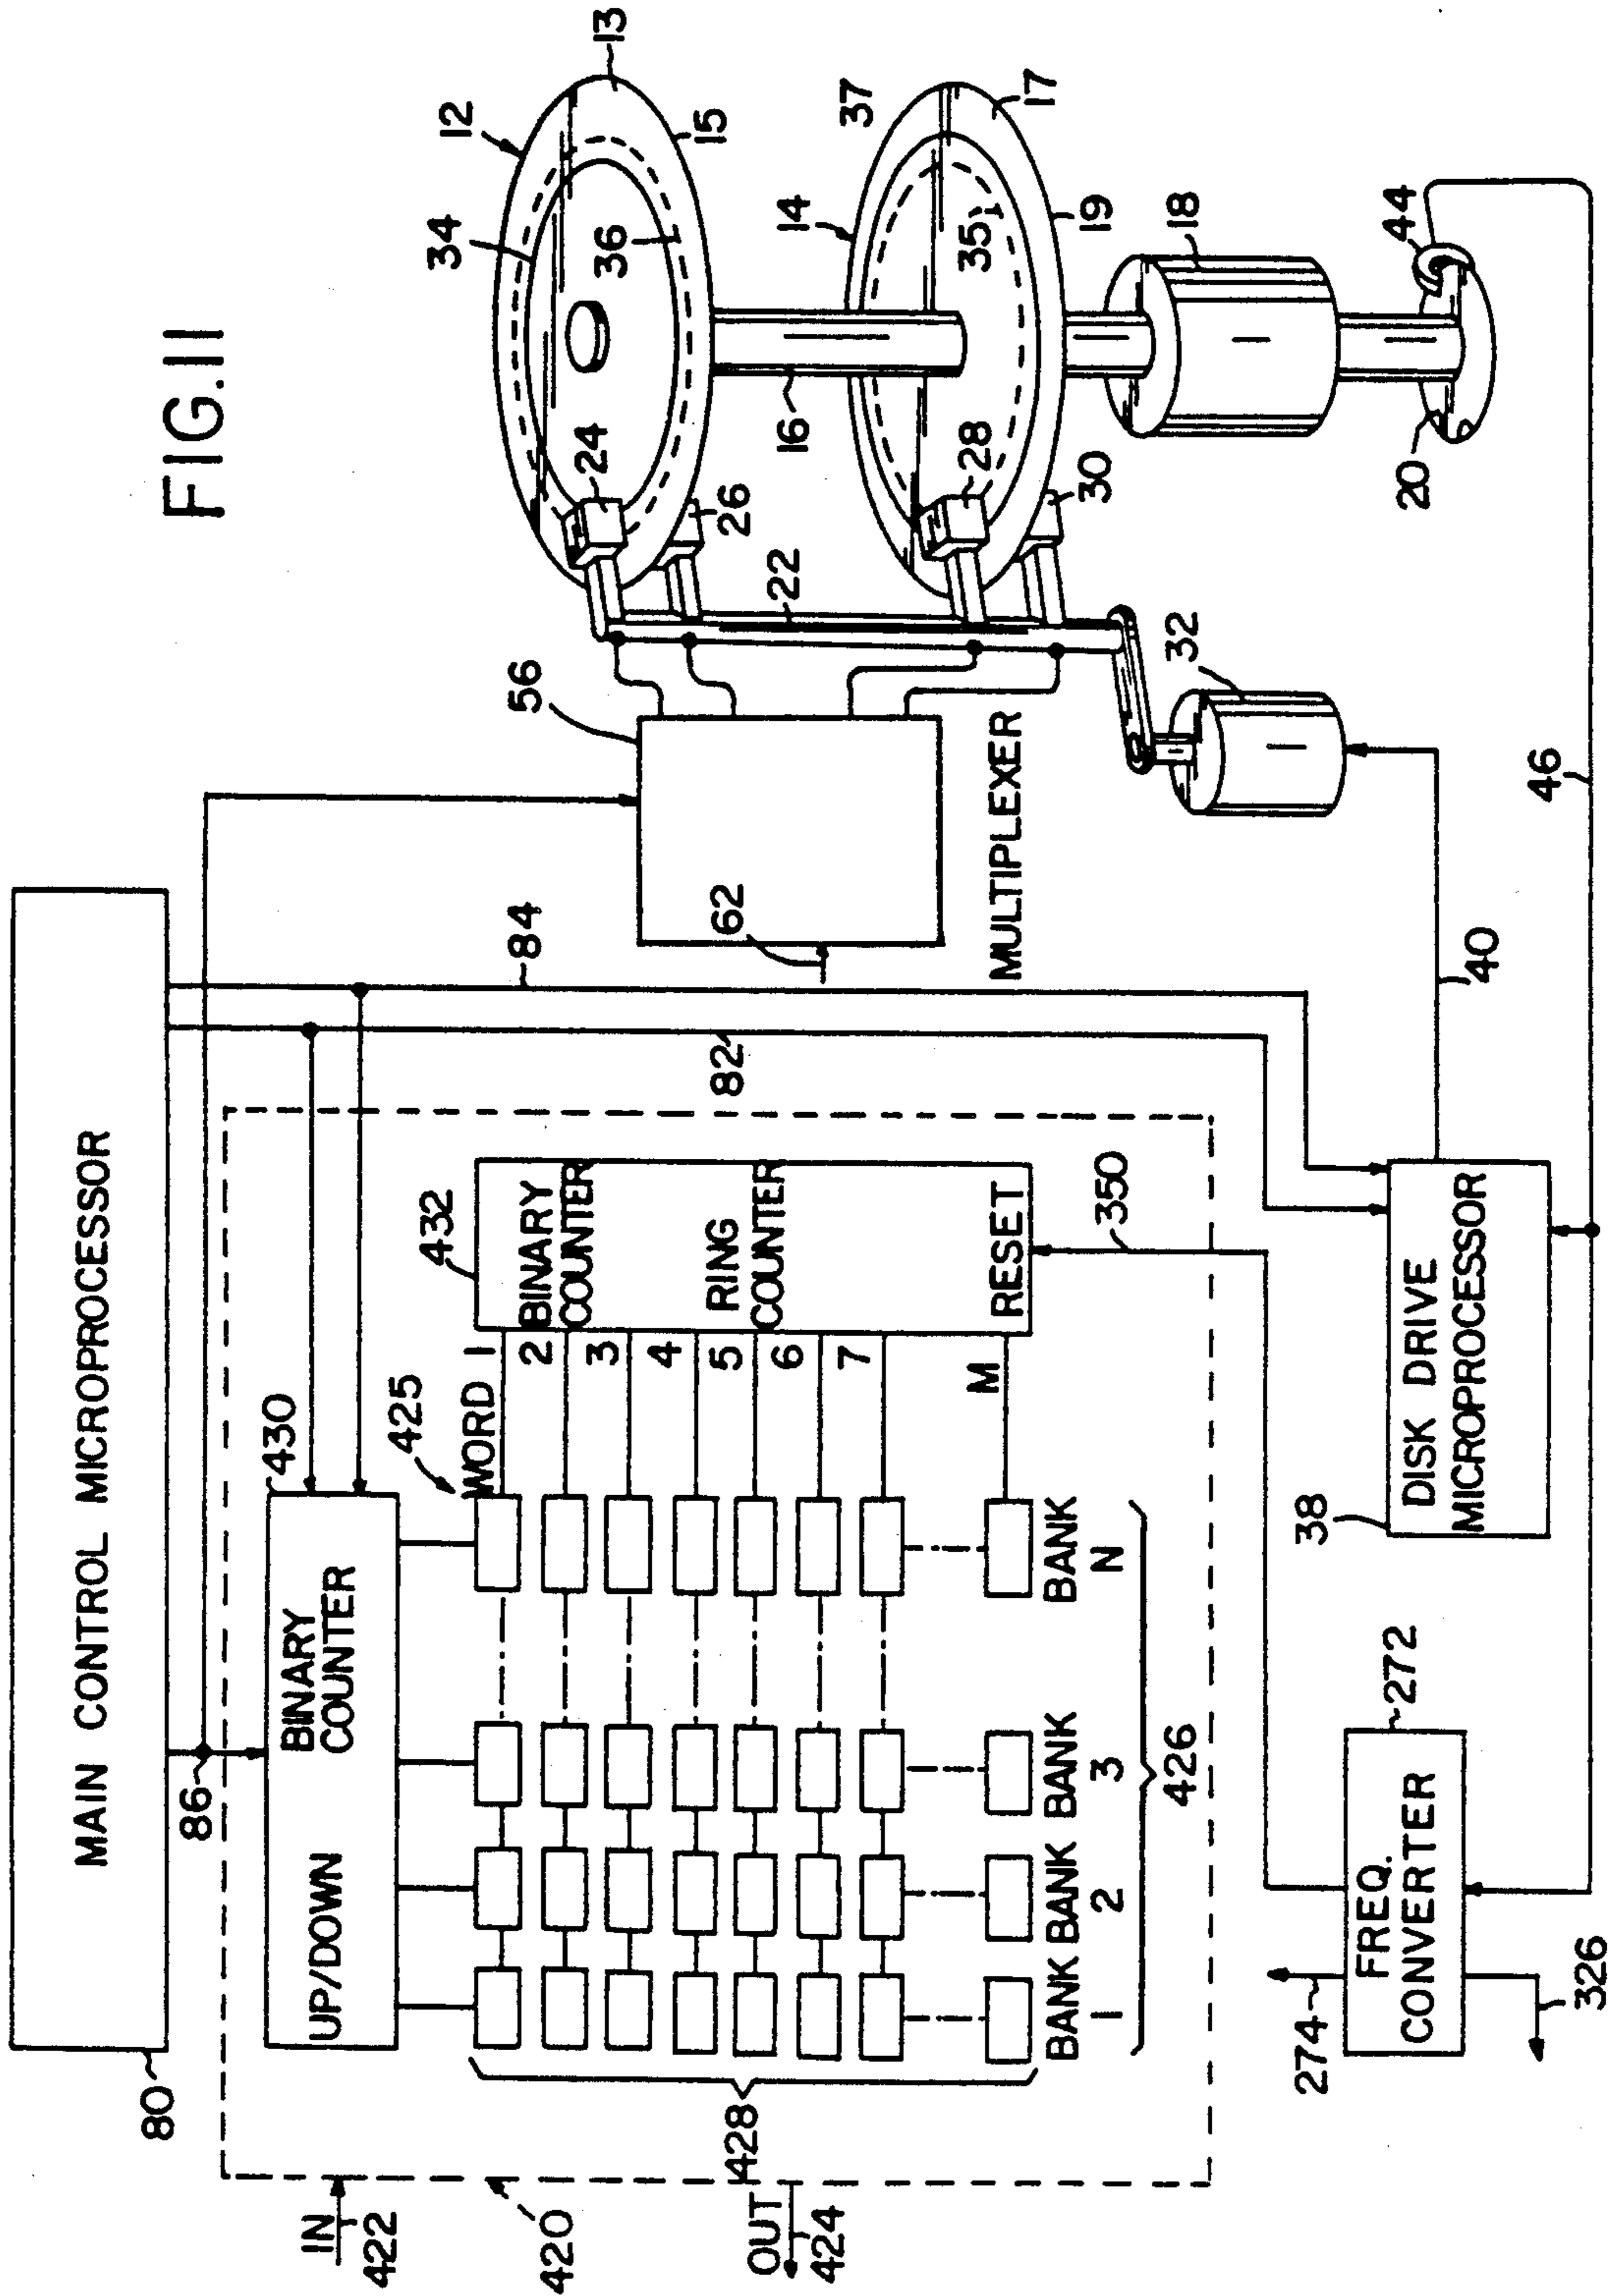 FIG.11
MAIN CONTROL MICROPROCESSOR
80
86
84
82
56
62
MULTIPLEXER
22
24
26
28
30
32
34
36
12
13
15
16
14
37
35
17
19
18
20
44
46
40
IN
422
420
OUT
424
428
430
UP/DOWN
BINARY
COUNTER
425
WORD
1
2
3
4
5
6
7
M
432
BINARY
COUNTER
RING
COUNTER
RESET
350
BANK
1
BANK
2
BANK
3
BANK
N
426
38
DISK DRIVE
MICROPROCESSOR
272
FREQ.
CONVERTER
274
326